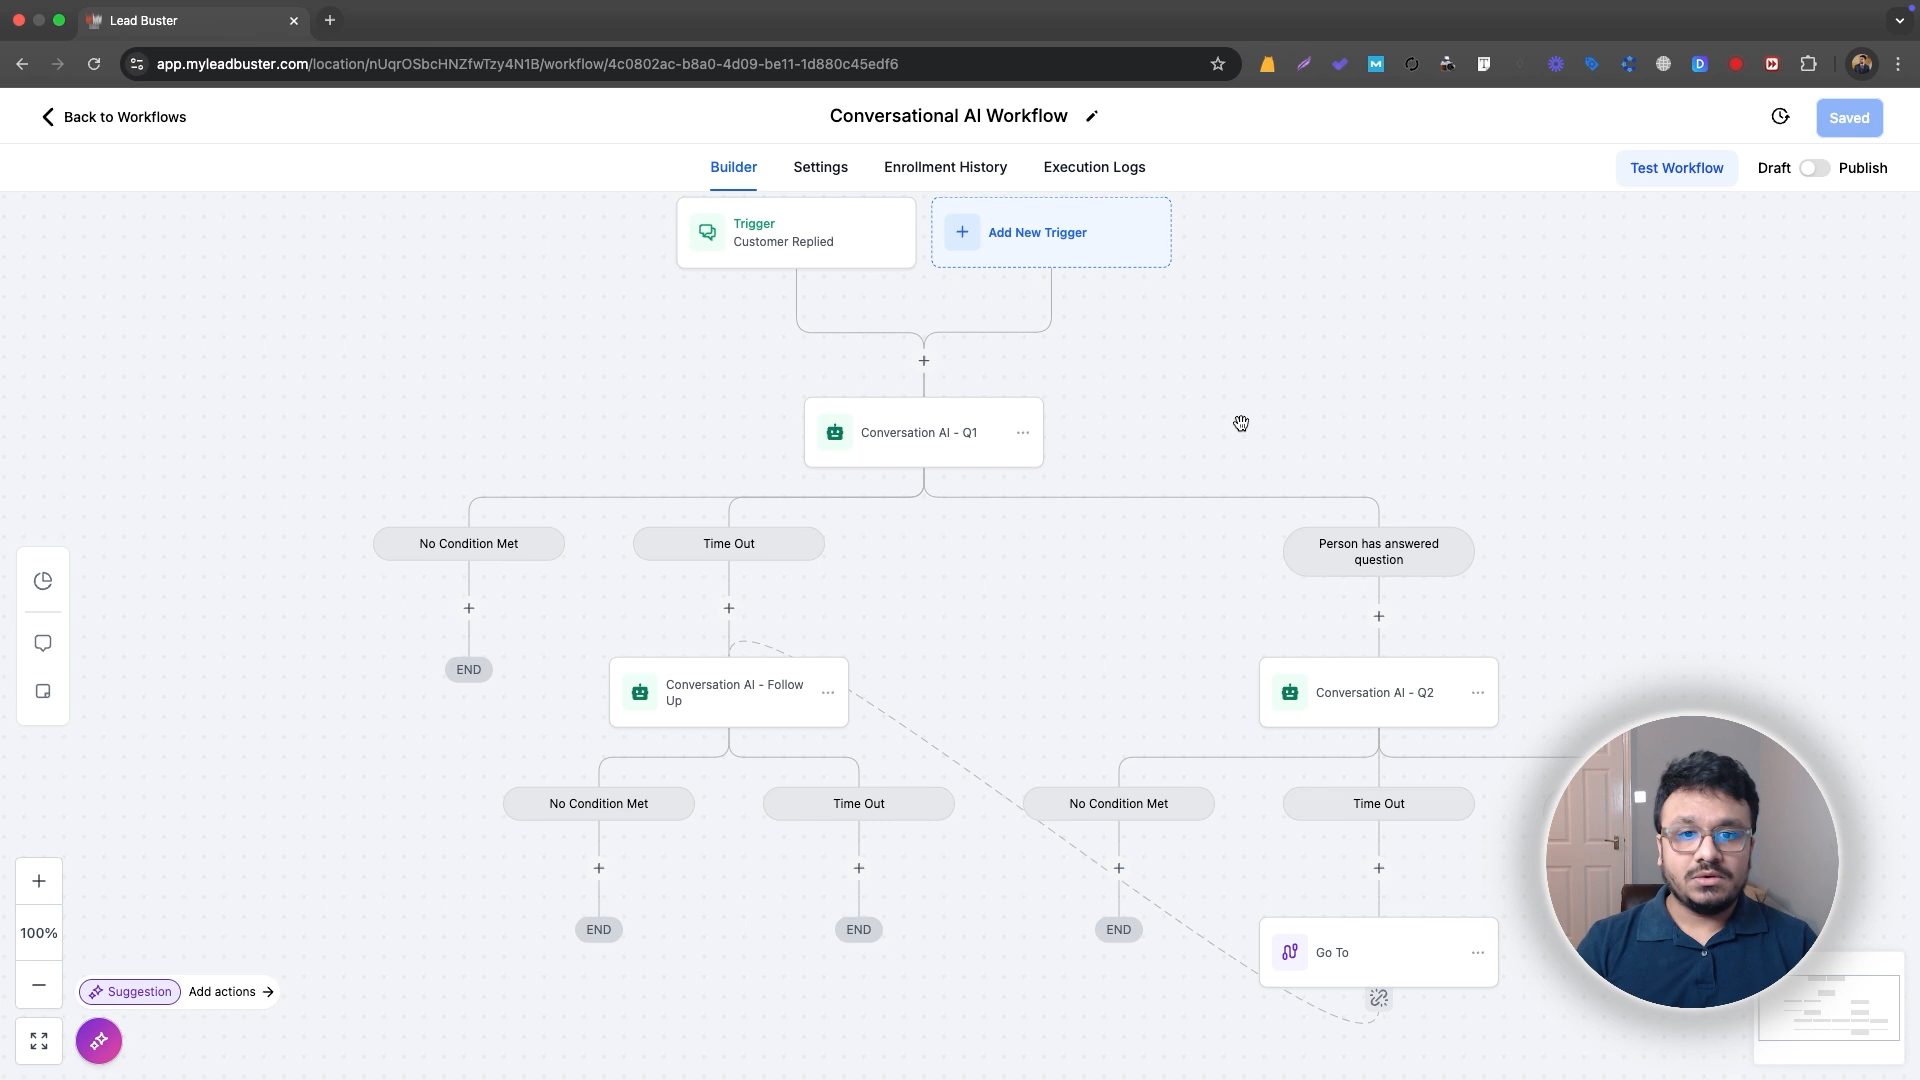 Lead Buster
app.myleadbuster.com/location/nUqrOSbcHNZfwTzy4N1B/workflow/4c0802ac-b8a0-4d09-be11-1d880c45edf6
Back to Workflows
Conversational AI Workflow
Saved
Builder
Settings
Enrollment History
Execution Logs
Test Workflow
Draft
Publish
Trigger
Customer Replied
Add New Trigger
Conversation AI - Q1
No Condition Met
Time Out
Person has answered
question
END
Conversation AI - Follow
Up
Conversation AI - Q2
No Condition Met
Time Out
No Condition Met
Time Out
END
END
END
Go To
100%
Suggestion
Add actions